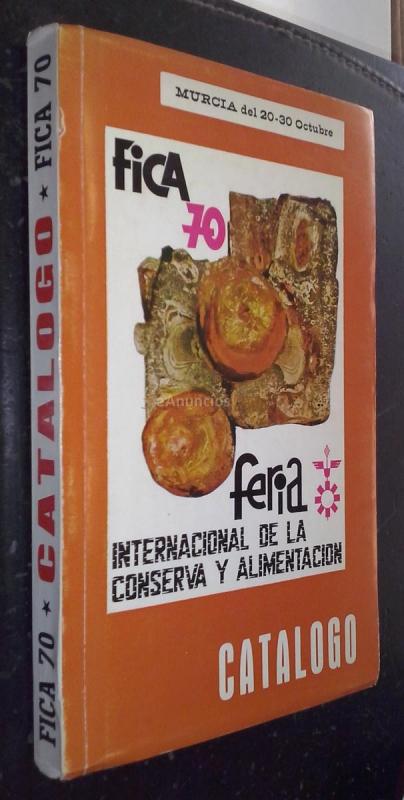 FICA 70 ★ CATALOGO ★ FICA 70
MURCIA del 20-30 Octubre
fiCA
70
Anuncios
feria
INTERNACIONAL DE LA
CONSERVA Y ALIMENTACION
CATALOGO